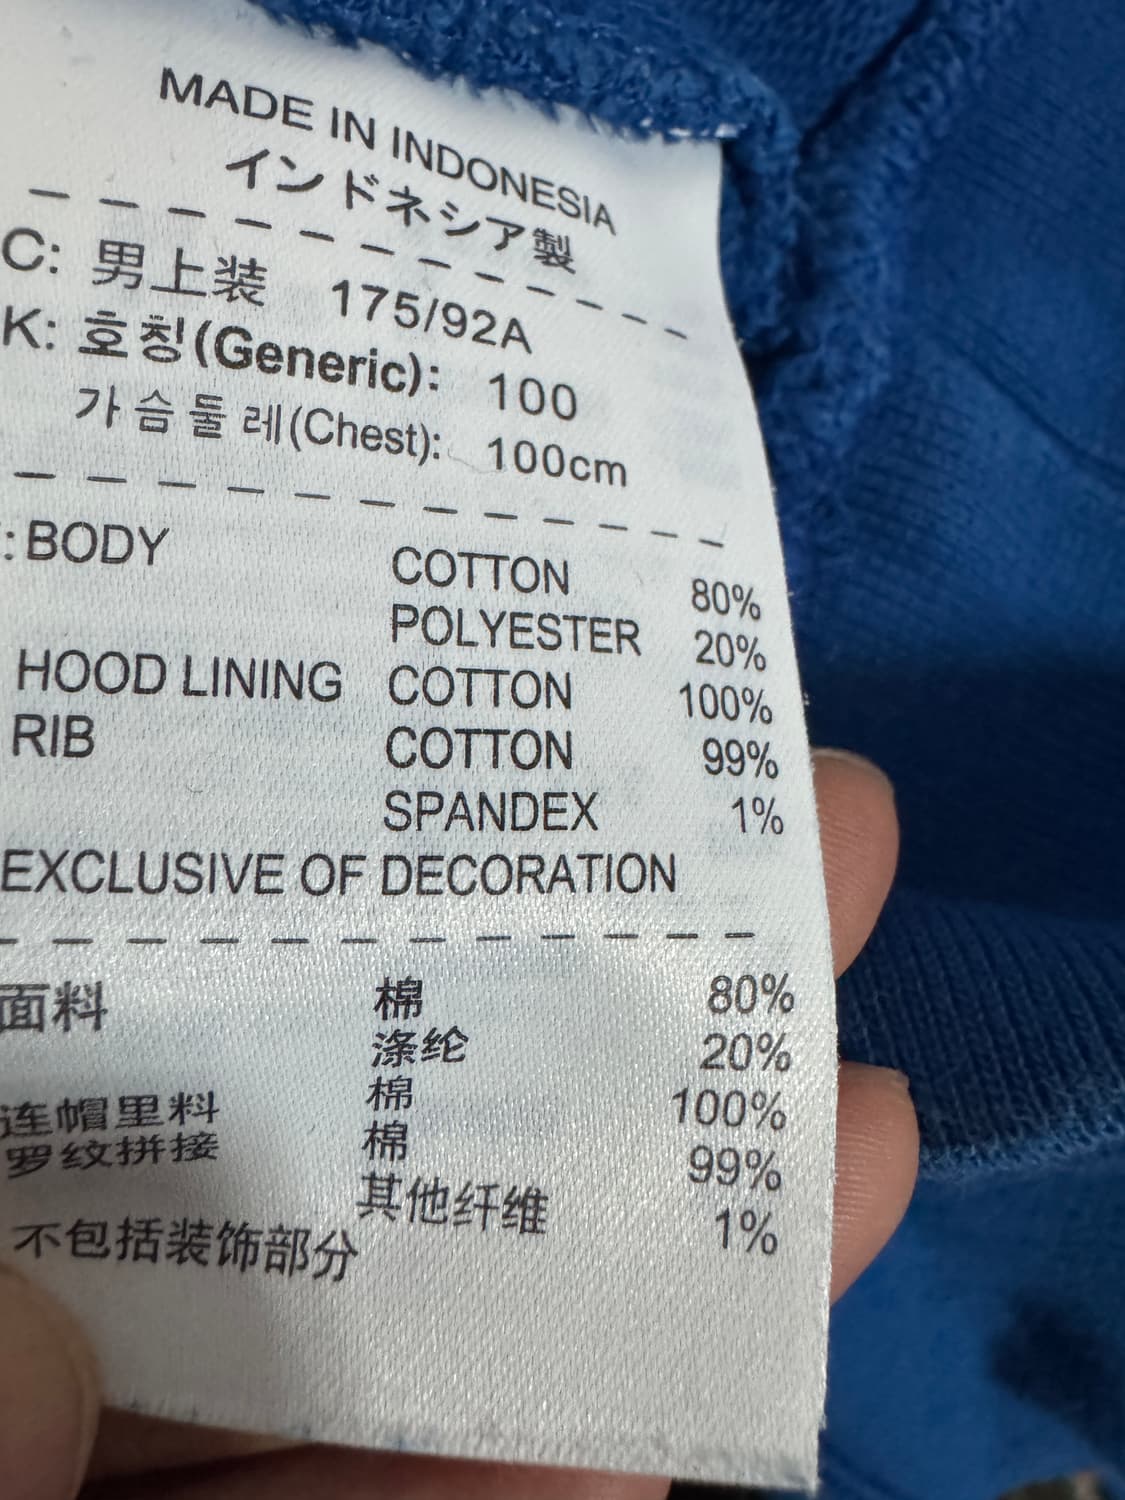 MADE IN INDONESIA
インドネシア製
C: 男上装 175/92A
K: 호칭(Generic): 100
가슴둘레(Chest): 100cm
: BODY COTTON 80%
POLYESTER 20%
HOOD LINING COTTON 100%
RIB COTTON 99%
SPANDEX 1%
EXCLUSIVE OF DECORATION
面料 棉 80%
涤纶 20%
连帽里料 棉 100%
罗纹拼接 棉 99%
其他纤维 1%
不包括装饰部分